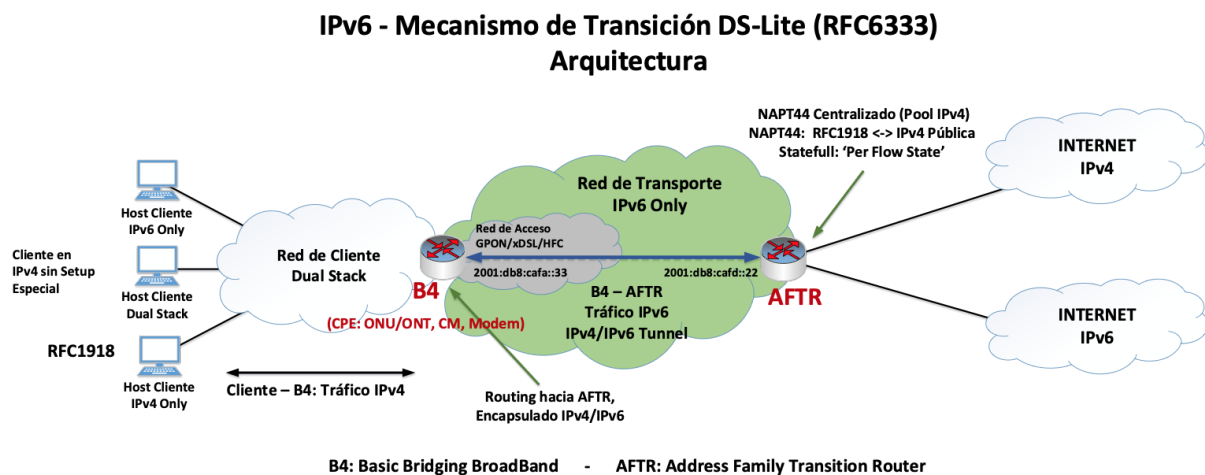 IPv6 - Mecanismo de Transición DS-Lite (RFC6333)
Arquitectura
NAPT44 Centralizado (Pool IPv4)
NAPT44: RFC1918 <-> IPv4 Pública
Statefull: ‘Per Flow State’
INTERNET
IPv4
Host Cliente
IPv6 Only
Cliente en
IPv4 sin Setup
Especial
Host Cliente
Dual Stack
RFC1918
Host Cliente
IPv4 Only
Red de Cliente
Dual Stack
Red de Transporte
IPv6 Only
Red de Acceso
GPON/xDSL/HFC
2001:db8:cafa::33
2001:db8:cafd::22
B4
(CPE: ONU/ONT, CM, Modem)
B4 – AFTR
Tráfico IPv6
IPv4/IPv6 Tunnel
AFTR
INTERNET
IPv6
Cliente – B4: Tráfico IPv4
Routing hacia AFTR,
Encapsulado IPv4/IPv6
B4: Basic Bridging BroadBand - AFTR: Address Family Transition Router